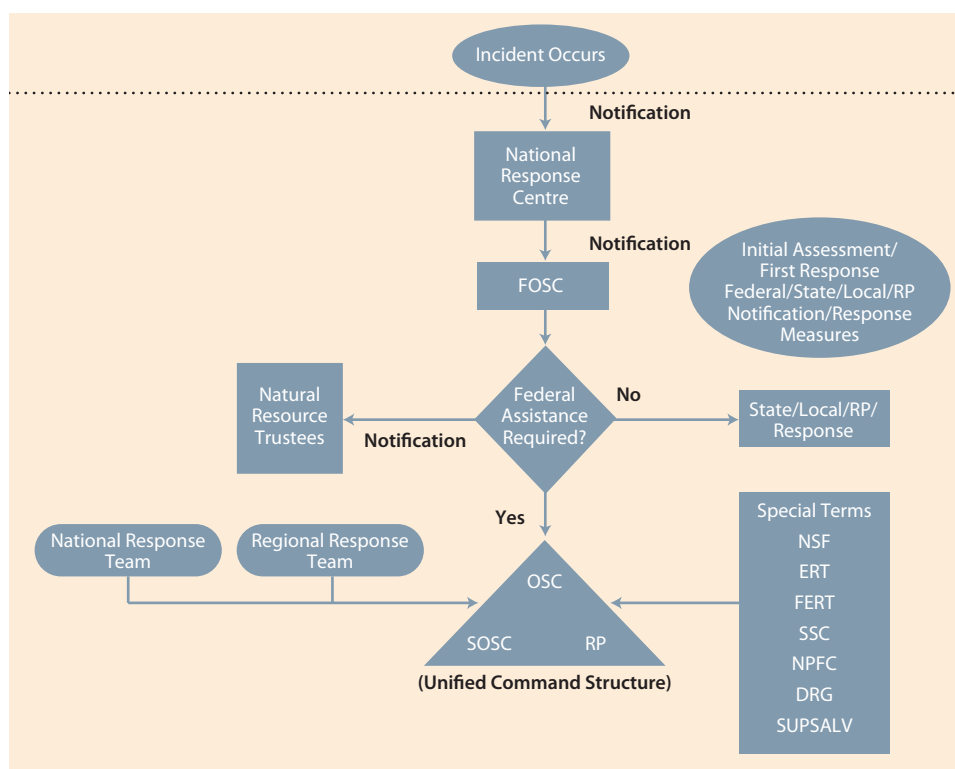 Incident Occurs
Notification
National
Response
Centre
Notification
Initial Assessment/
First Response
Federal/State/Local/RP
Notification/Response
Measures
FOSC
Natural
Resource
Trustees
Notification
Federal
Assistance
Required?
No
State/Local/RP/
Response
Yes
National Response
Team
Regional Response
Team
OSC
SOSC
RP
(Unified Command Structure)
Special Terms
NSF
ERT
FERT
SSC
NPFC
DRG
SUPSALV